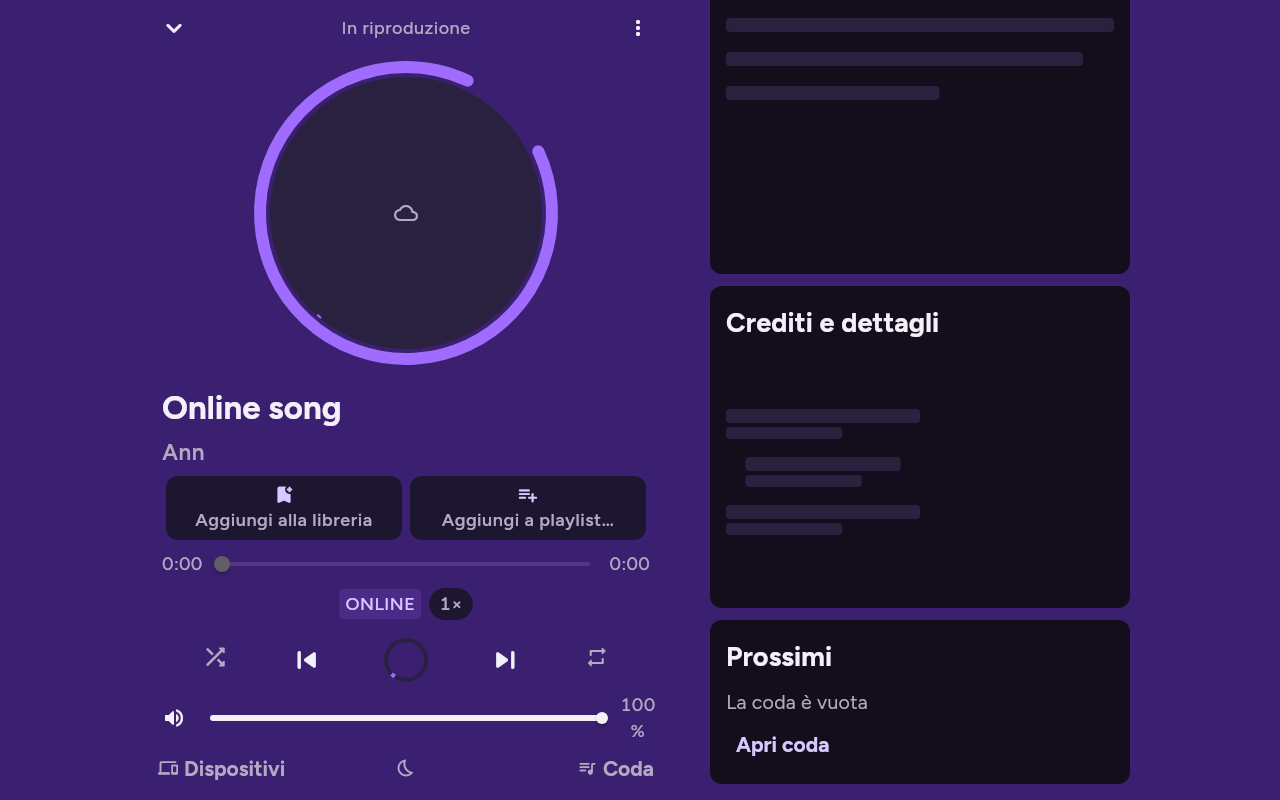 In riproduzione
Online song
Ann
Aggiungi alla libreria
Aggiungi a playlist…
0:00
0:00
ONLINE
1×
100
%
Dispositivi
Coda
Crediti e dettagli
Prossimi
La coda è vuota
Apri coda